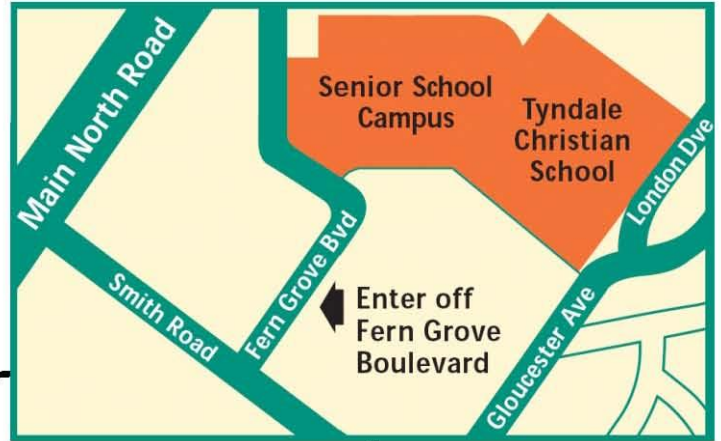 Main North Road
Senior School
Campus
Tyndale
Christian
School
London Dve
Fern Grove Bvd
Smith Road
Enter off
Fern Grove
Boulevard
Gloucester Ave